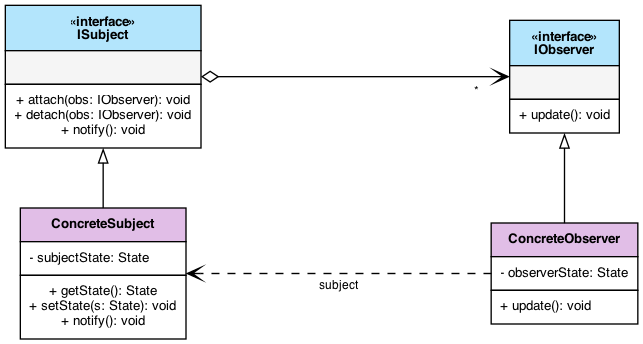 «interface»
ISubject
+ attach(obs: IObserver): void
+ detach(obs: IObserver): void
+ notify(): void
*
«interface»
IObserver
+ update(): void
ConcreteSubject
- subjectState: State
+ getState(): State
+ setState(s: State): void
+ notify(): void
subject
ConcreteObserver
- observerState: State
+ update(): void